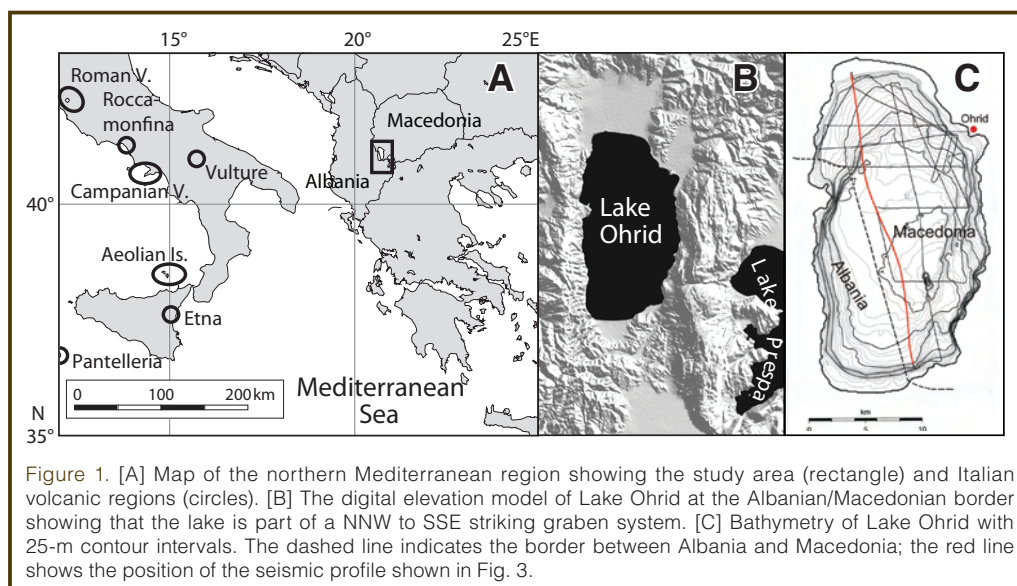 15°
20°
25°E
A
Roman V.
Rocca-
monfina
Macedonia
Vulture
Albania
Campanian V.
40°
Aeolian Is.
Etna
Pantelleria
0 100 200 km
Mediterranean
Sea
N
35°
B
Lake
Ohrid
Lake Prespa
C
Ohrid
Macedonia
Albania
km
0 5 10
Figure 1. [A] Map of the northern Mediterranean region showing the study area (rectangle) and Italian
volcanic regions (circles). [B] The digital elevation model of Lake Ohrid at the Albanian/Macedonian border
showing that the lake is part of a NNW to SSE striking graben system. [C] Bathymetry of Lake Ohrid with
25-m contour intervals. The dashed line indicates the border between Albania and Macedonia; the red line
shows the position of the seismic profile shown in Fig. 3.